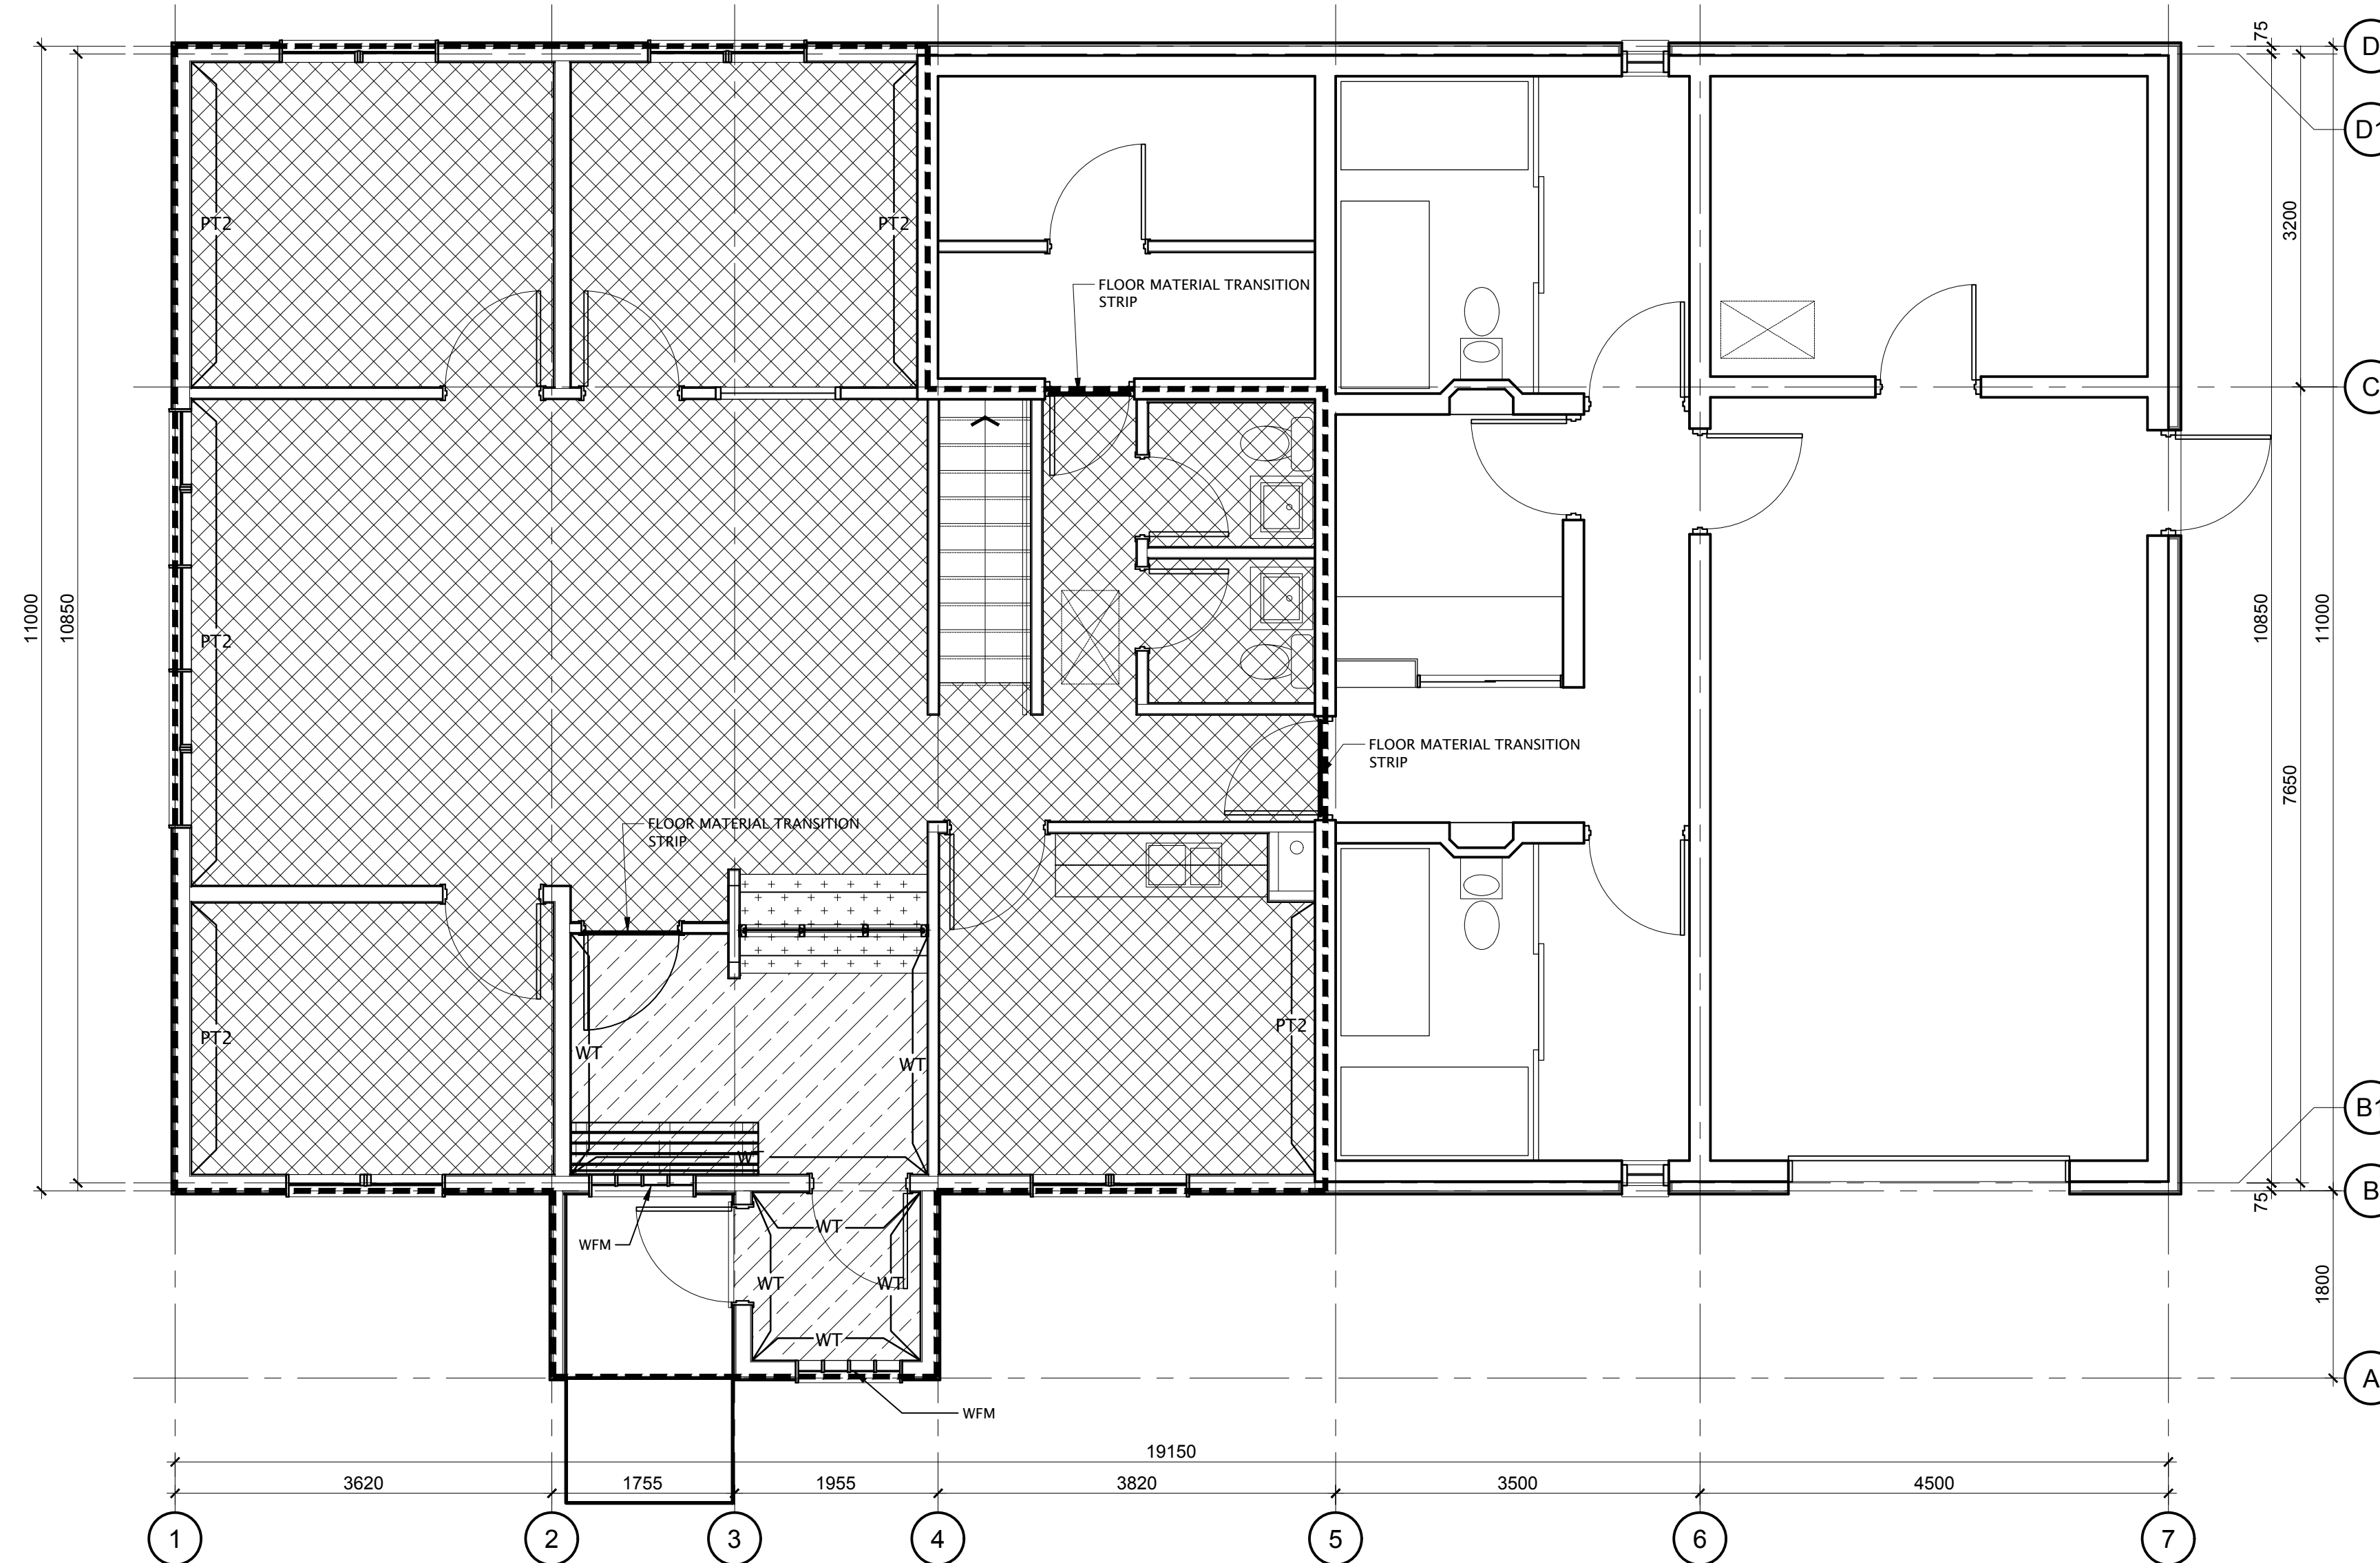 75
D
D1
PT2
PT2
3200
FLOOR MATERIAL TRANSITION
STRIP
C
11000
10850
PT2
10850
11000
FLOOR MATERIAL TRANSITION
STRIP
7650
FLOOR MATERIAL TRANSITION
STRIP
PT2
PT2
WT
WT
B1
WT
B
75
WFM
WT
WT
WT
1800
WT
A
WFM
19150
3620
1755
1955
3820
3500
4500
1
2
3
4
5
6
7